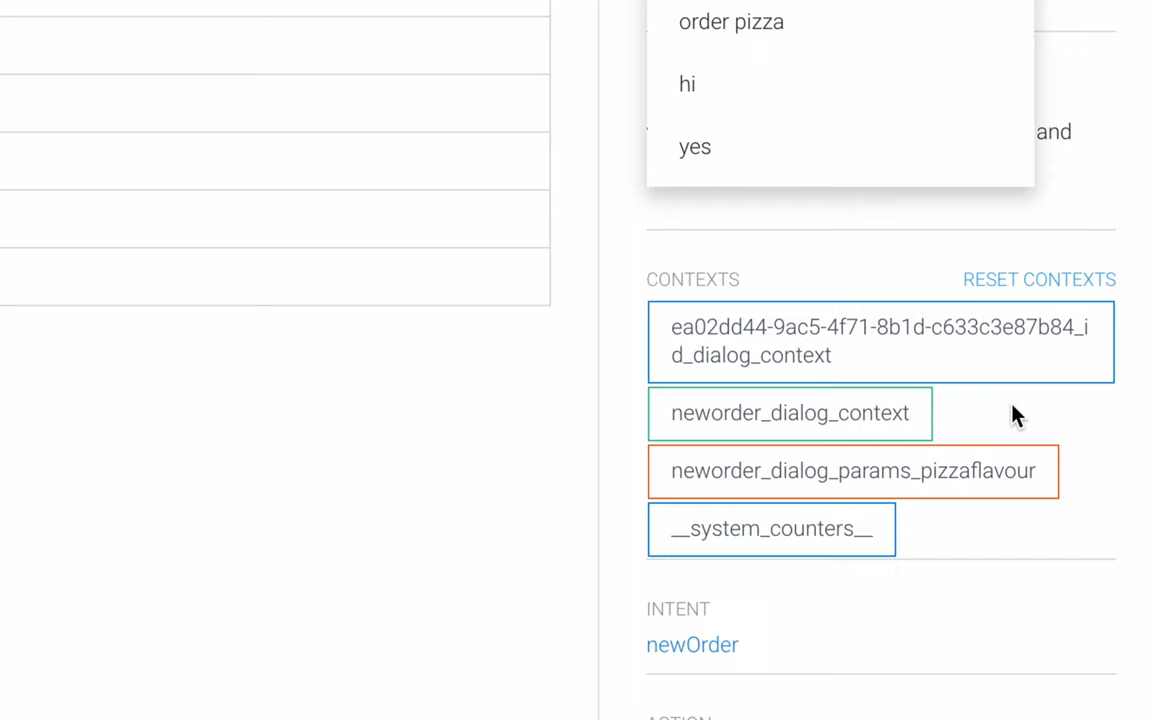 order pizza
hi
and
yes
CONTEXTS RESET CONTEXTS
ea02dd44-9ac5-4f71-8b1d-c633c3e87b84_i
d_dialog_context
neworder_dialog_context
neworder_dialog_params_pizzaflavour
__system_counters__
INTENT
newOrder
ACTION